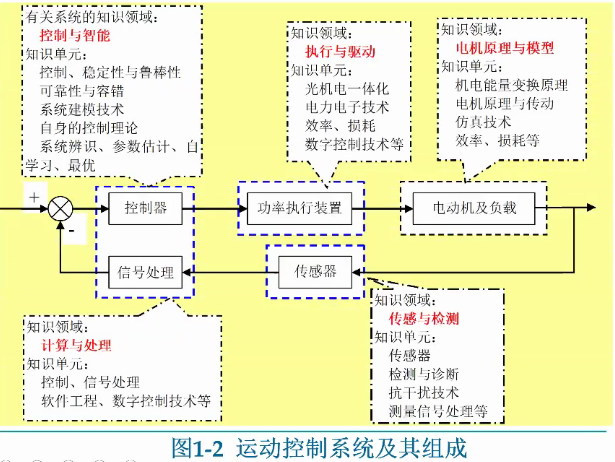 有关系统的知识领域：
控制与智能
知识单元：
控制、稳定性与鲁棒性
可靠性与容错
系统建模技术
自身的控制理论
系统辨识、参数估计、自
学习、最优
知识领域：
执行与驱动
知识单元：
光机电一体化
电力电子技术
效率、损耗
数字控制技术等
知识领域：
电机原理与模型
知识单元：
机电能量变换原理
电机原理与传动
仿真技术
效率、损耗等
+
-
控制器
功率执行装置
电动机及负载
信号处理
传感器
知识领域：
计算与处理
知识单元：
控制、信号处理
软件工程、数字控制技术等
知识领域：
传感与检测
知识单元：
传感器
检测与诊断
抗干扰技术
测量信号处理等
图1-2 运动控制系统及其组成